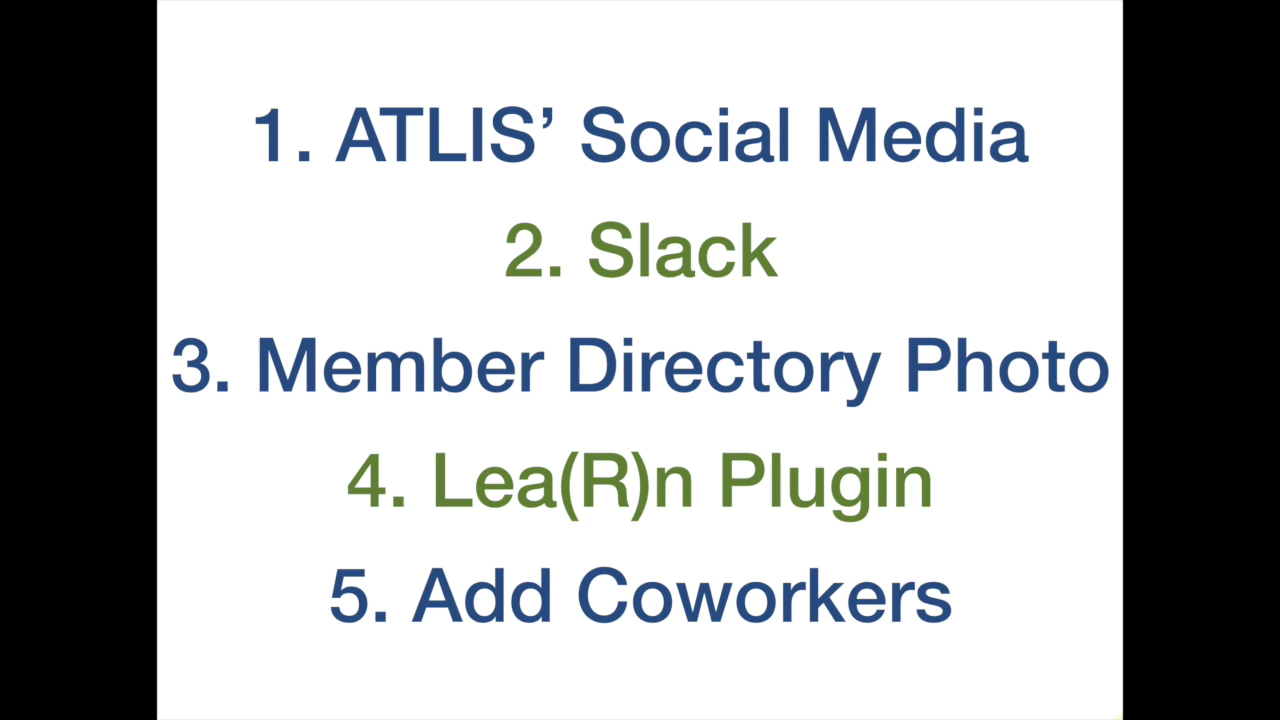 1. ATLIS’ Social Media
2. Slack
3. Member Directory Photo
4. Lea(R)n Plugin
5. Add Coworkers